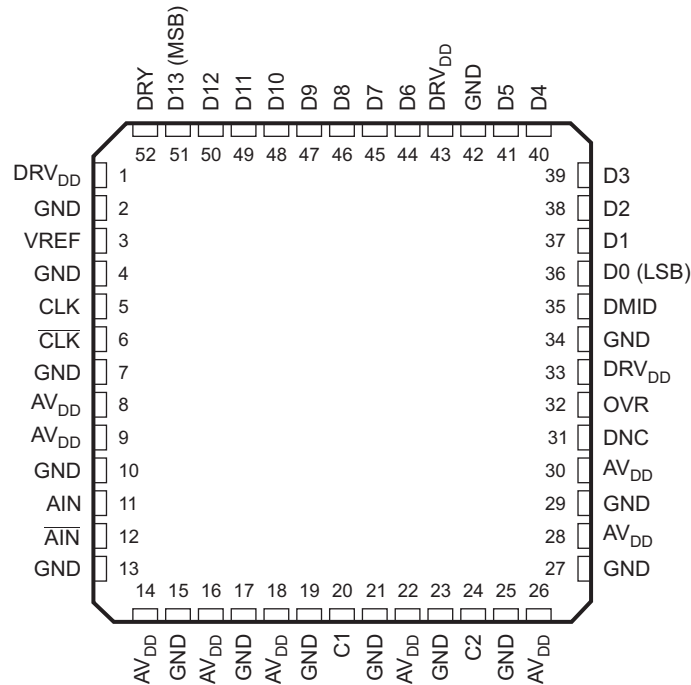 DRY D13 (MSB) D12 D11 D10 D9 D8 D7 D6 DRVDD GND D5 D4
52 51 50 49 48 47 46 45 44 43 42 41 40
DRVDD 1 39 D3
GND 2 38 D2
VREF 3 37 D1
GND 4 36 D0 (LSB)
CLK 5 35 DMID
C̅L̅K̅ 6 34 GND
GND 7 33 DRVDD
AVDD 8 32 OVR
AVDD 9 31 DNC
GND 10 30 AVDD
AIN 11 29 GND
A̅I̅N̅ 12 28 AVDD
GND 13 27 GND
14 15 16 17 18 19 20 21 22 23 24 25 26
AVDD GND AVDD GND AVDD GND C1 GND AVDD GND C2 GND AVDD